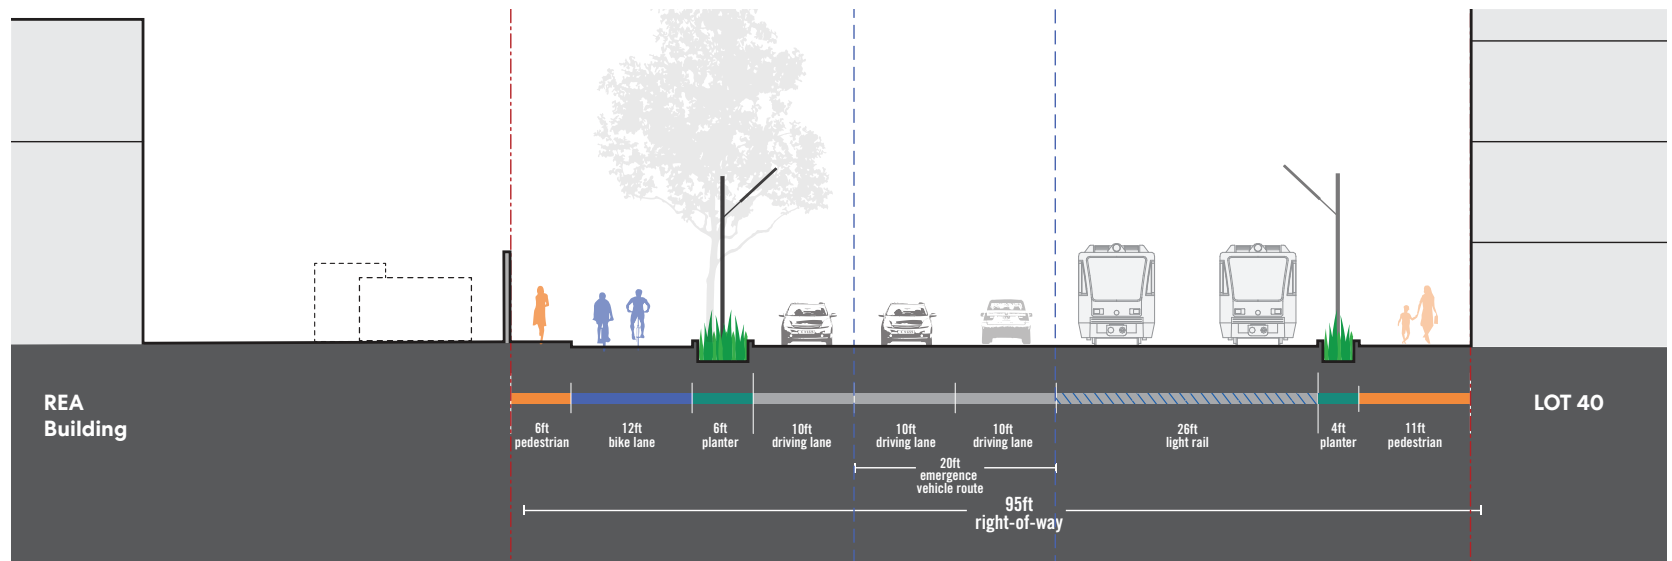 REA
Building
LOT 40
6ft
pedestrian
12ft
bike lane
6ft
planter
10ft
driving lane
10ft
driving lane
10ft
driving lane
26ft
light rail
4ft
planter
11ft
pedestrian
20ft
emergence
vehicle route
95ft
right-of-way